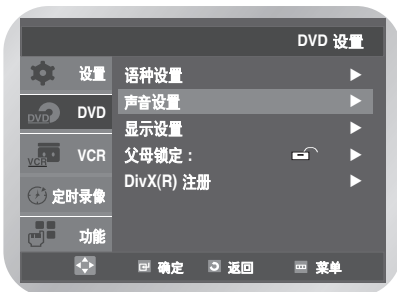 DVD 设置
设置
DVD
VCR
定时录像
功能
语种设置
声音设置
显示设置
父母锁定：
DivX(R) 注册
DVD
VCR
确定 返回 菜单